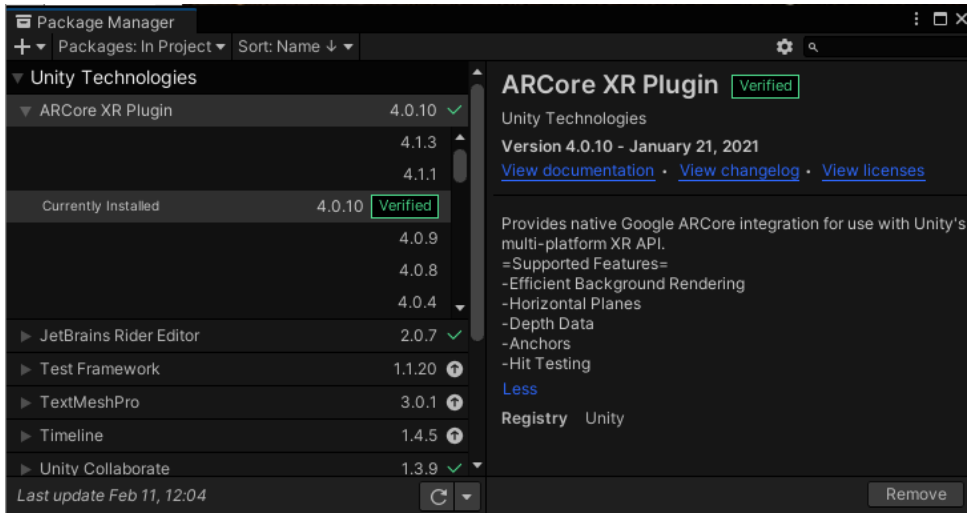 Package Manager
Packages: In Project Sort: Name ↓
Unity Technologies
ARCore XR Plugin 4.0.10
4.1.3
4.1.1
Currently Installed 4.0.10 Verified
4.0.9
4.0.8
4.0.4
JetBrains Rider Editor 2.0.7
Test Framework 1.1.20
TextMeshPro 3.0.1
Timeline 1.4.5
Unity Collaborate 1.3.9
Last update Feb 11, 12:04
ARCore XR Plugin Verified
Unity Technologies
Version 4.0.10 - January 21, 2021
View documentation • View changelog • View licenses
Provides native Google ARCore integration for use with Unity's
multi-platform XR API.
=Supported Features=
-Efficient Background Rendering
-Horizontal Planes
-Depth Data
-Anchors
-Hit Testing
Less
Registry Unity
Remove